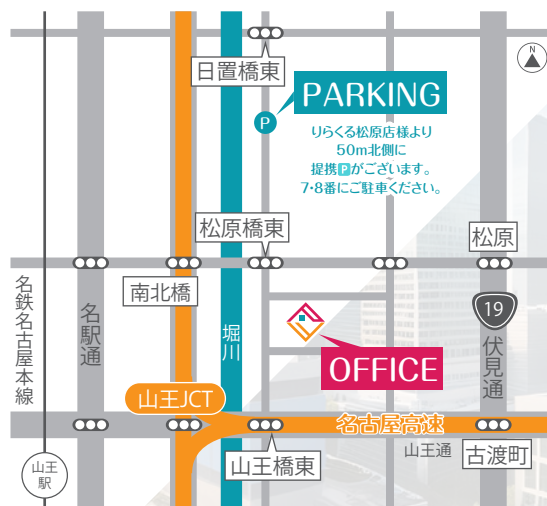 N
日置橋東
PARKING
P
りらくる松原店様より
50m北側に
提携Pがございます。
7・8番にご駐車ください。
松原橋東
松原
南北橋
名鉄名古屋本線
名駅通
堀川
19
伏見通
OFFICE
山王JCT
名古屋高速
山王通
山王橋東
古渡町
山王
駅